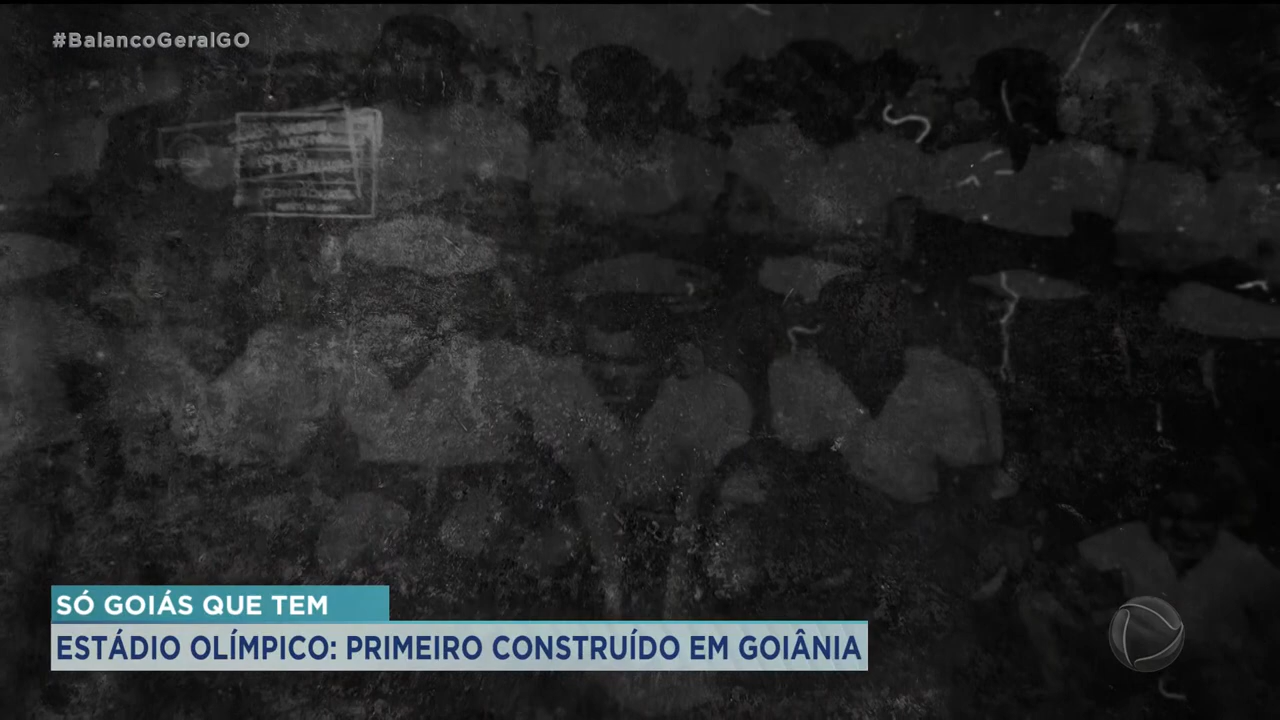 #BalancoGeralGO
SÓ GOIÁS QUE TEM
ESTÁDIO OLÍMPICO: PRIMEIRO CONSTRUÍDO EM GOIÂNIA